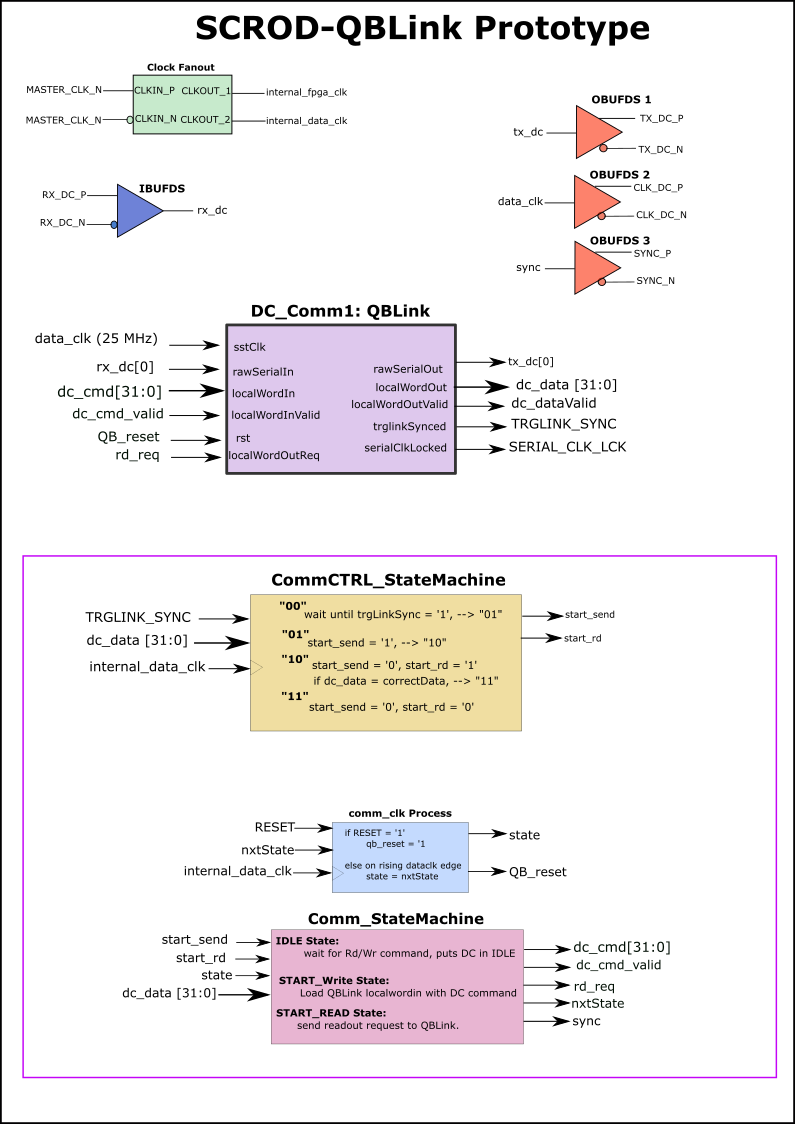 SCROD-QBLink Prototype
Clock Fanout
MASTER_CLK_N
CLKIN_P
CLKOUT_1
internal_fpga_clk
MASTER_CLK_N
CLKIN_N
CLKOUT_2
internal_data_clk
OBUFDS 1
tx_dc
TX_DC_P
TX_DC_N
OBUFDS 2
data_clk
CLK_DC_P
CLK_DC_N
OBUFDS 3
sync
SYNC_P
SYNC_N
IBUFDS
RX_DC_P
RX_DC_N
rx_dc
DC_Comm1: QBLink
data_clk (25 MHz)
rx_dc[0]
dc_cmd[31:0]
dc_cmd_valid
QB_reset
rd_req
sstClk
rawSerialIn
localWordIn
localWordInValid
rst
localWordOutReq
rawSerialOut
localWordOut
localWordOutValid
trglinkSynced
serialClkLocked
tx_dc[0]
dc_data [31:0]
dc_dataValid
TRGLINK_SYNC
SERIAL_CLK_LCK
CommCTRL_StateMachine
TRGLINK_SYNC
dc_data [31:0]
internal_data_clk
"00"
wait until trgLinkSync = '1', --> "01"
"01"
start_send = '1', --> "10"
"10"
start_send = '0', start_rd = '1'
if dc_data = correctData, --> "11"
"11"
start_send = '0', start_rd = '0'
start_send
start_rd
comm_clk Process
RESET
nxtState
internal_data_clk
if RESET = '1'
qb_reset = '1
else on rising dataclk edge
state = nxtState
state
QB_reset
Comm_StateMachine
start_send
start_rd
state
dc_data [31:0]
IDLE State:
wait for Rd/Wr command, puts DC in IDLE
START_Write State:
Load QBLink localwordin with DC command
START_READ State:
send readout request to QBLink.
dc_cmd[31:0]
dc_cmd_valid
rd_req
nxtState
sync